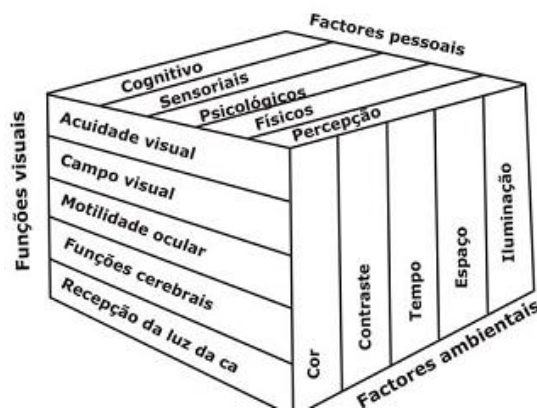 Factores pessoais
Cognitivo
Sensoriais
Psicológicos
Físicos
Percepção
Funções visuais
Acuidade visual
Campo visual
Motilidade ocular
Funções cerebrais
Recepção da luz da ca
Cor
Contraste
Tempo
Espaço
Iluminação
Factores ambientais